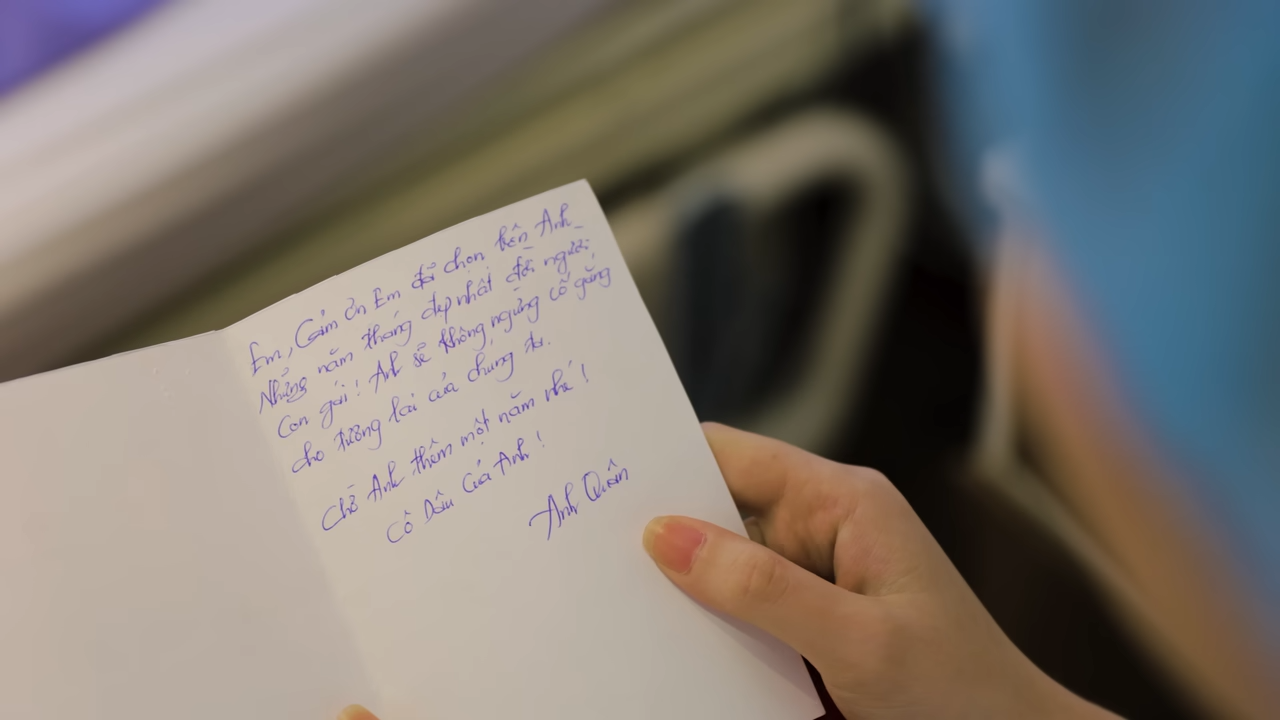 Em, Cảm ơn Em đã chọn bên Anh
Những năm tháng đẹp nhất đời người
Con gái! Anh sẽ không ngừng cố gắng
cho tương lai của chúng ta.
Chờ Anh thêm một năm nhé!
Cô Dâu Của Anh!
Anh Quân